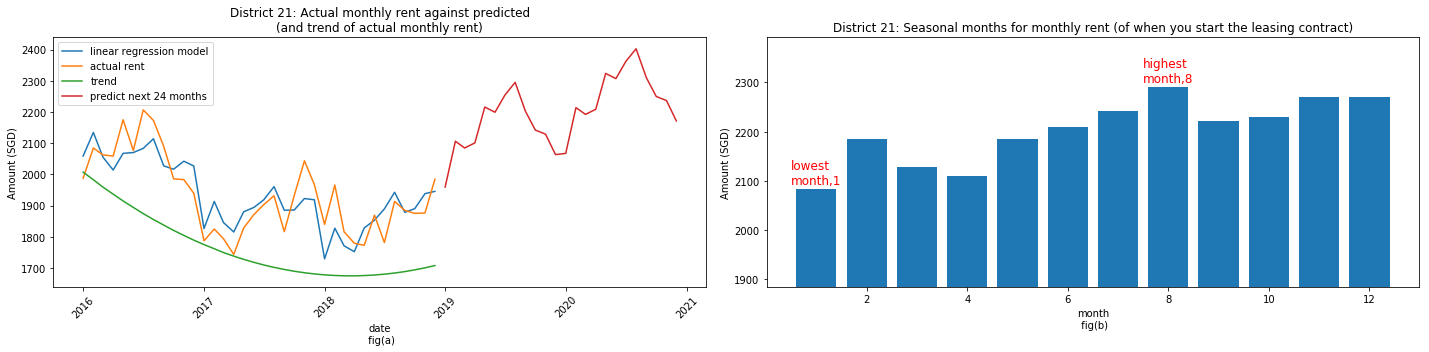 District 21: Actual monthly rent against predicted
(and trend of actual monthly rent)
linear regression model
actual rent
trend
predict next 24 months
Amount (SGD)
2400
2300
2200
2100
2000
1900
1800
1700
2016
2017
2018
2019
2020
2021
date
fig(a)
District 21: Seasonal months for monthly rent (of when you start the leasing contract)
highest
month,8
lowest
month,1
Amount (SGD)
2300
2200
2100
2000
1900
2
4
6
8
10
12
month
fig(b)